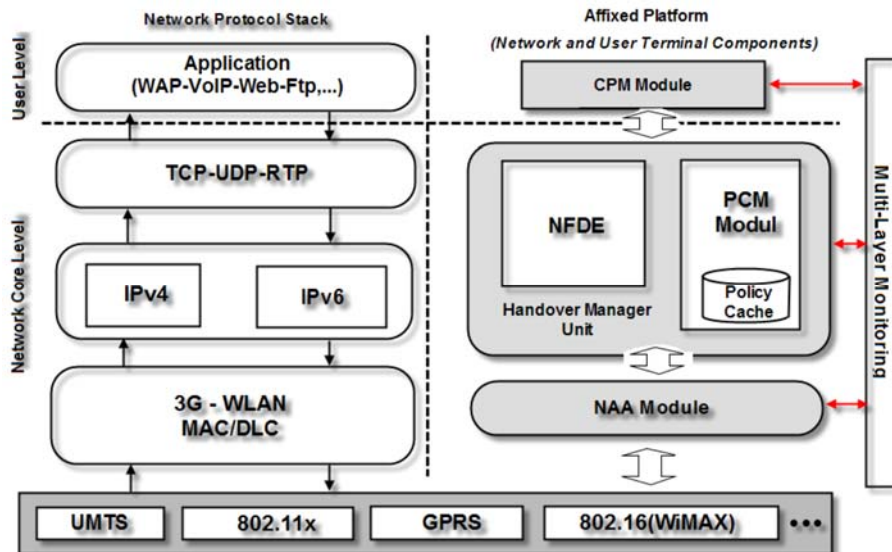 Network Protocol Stack
Affixed Platform
(Network and User Terminal Components)
User Level
Application
(WAP-VoIP-Web-Ftp,...)
CPM Module
Network Core Level
TCP-UDP-RTP
IPv4
IPv6
3G - WLAN
MAC/DLC
NFDE
PCM
Modul
Policy
Cache
Handover Manager
Unit
NAA Module
Multi-Layer Monitoring
UMTS
802.11x
GPRS
802.16(WiMAX)
•••